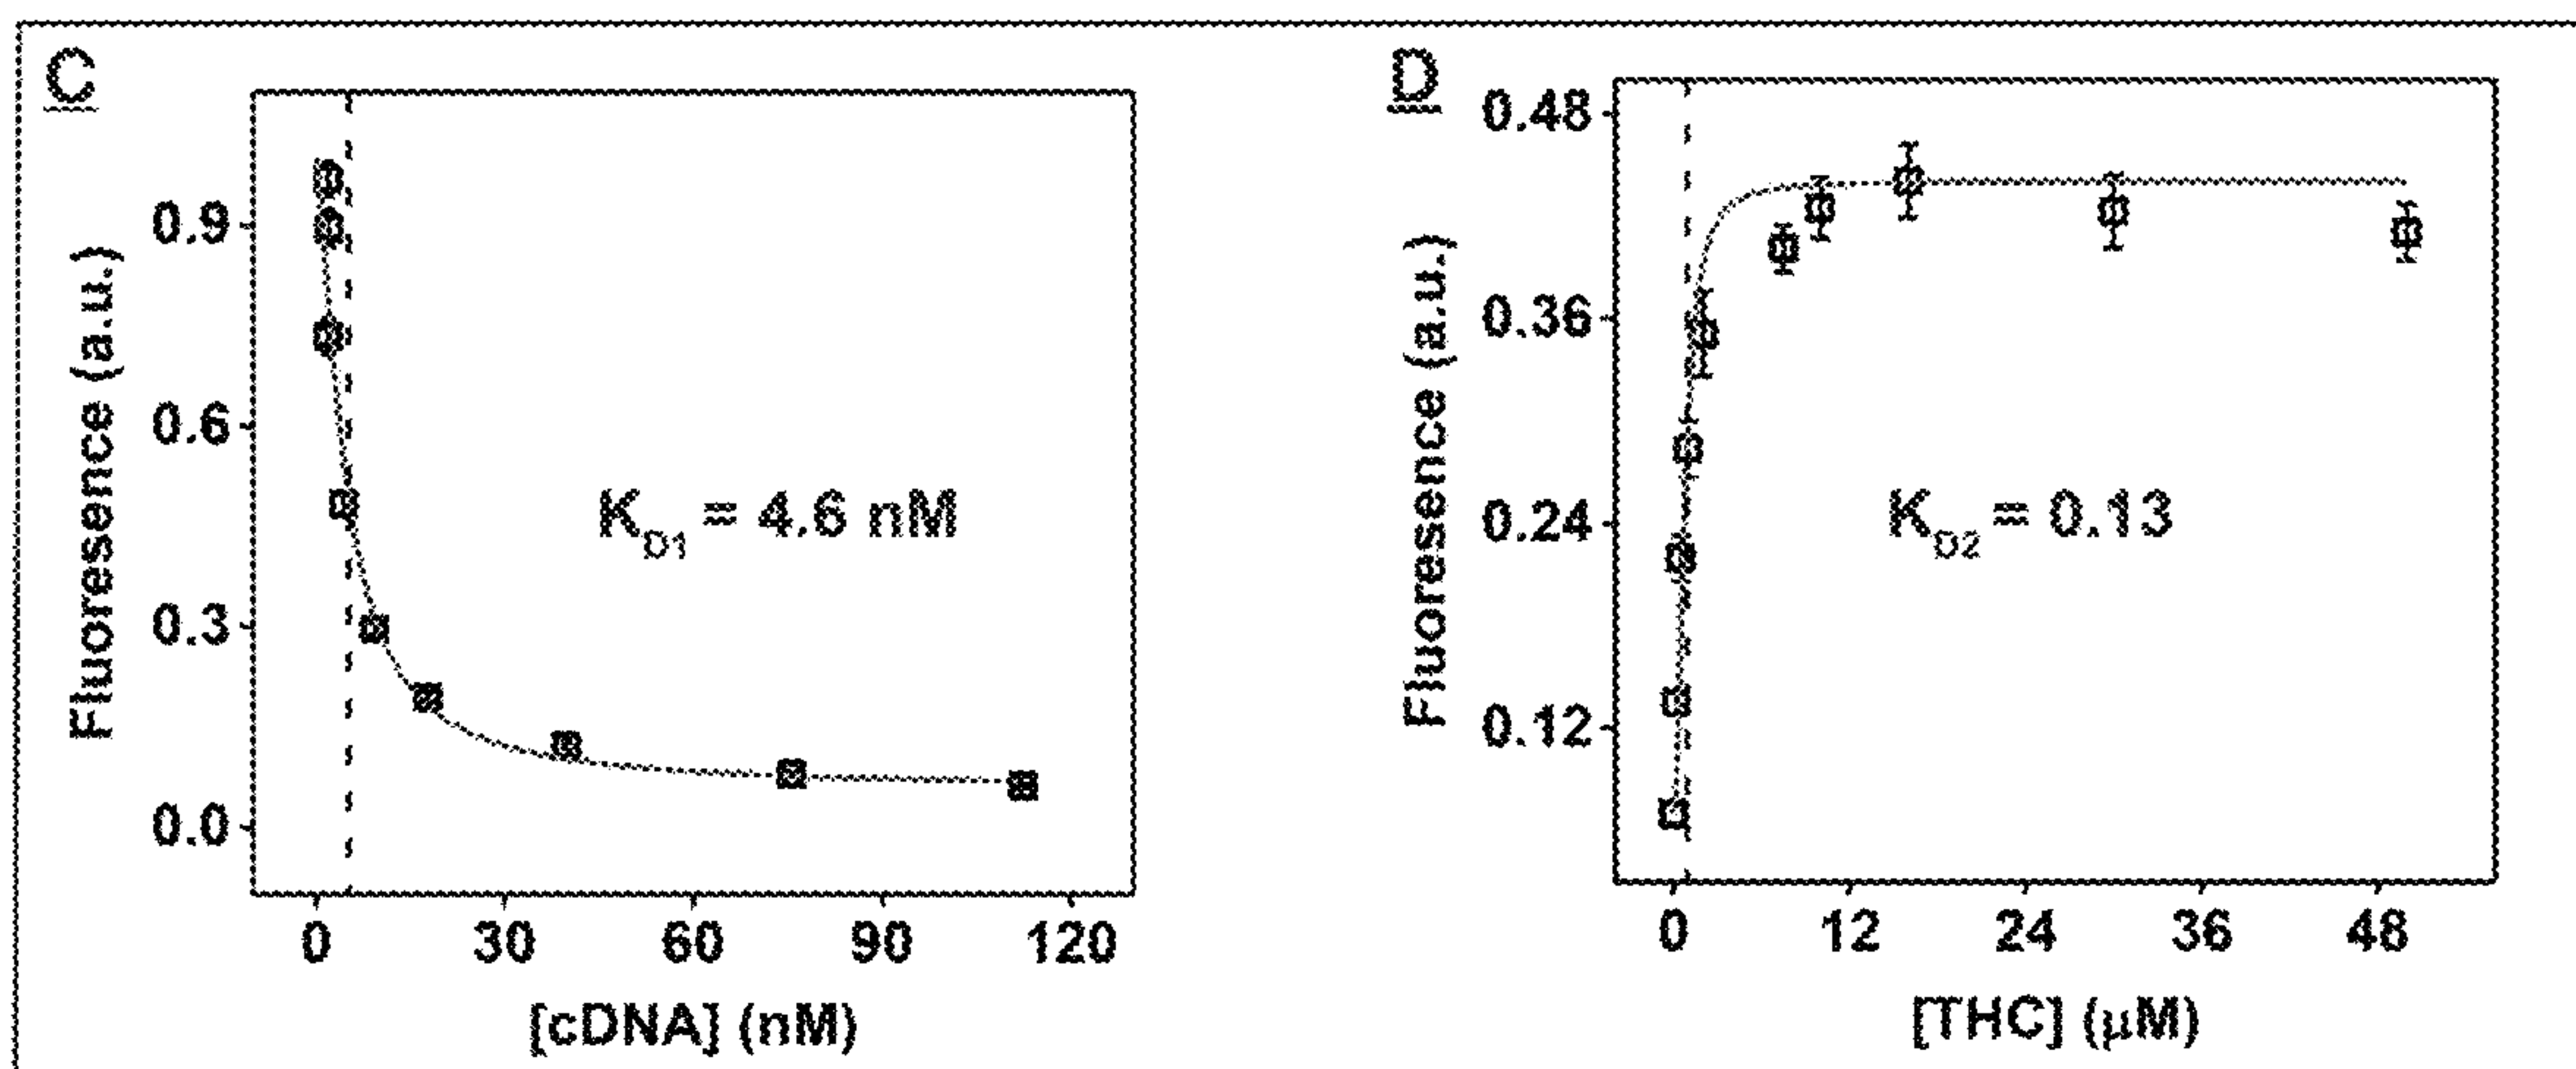 C
Fluoresence (a.u.)
0.9
0.6
0.3
0.0
K_D1 = 4.6 nM
0 30 60 90 120
[cDNA] (nM)
D
Fluoresence (a.u.)
0.48
0.36
0.24
0.12
K_D2 = 0.13
0 12 24 36 48
[THC] (μM)